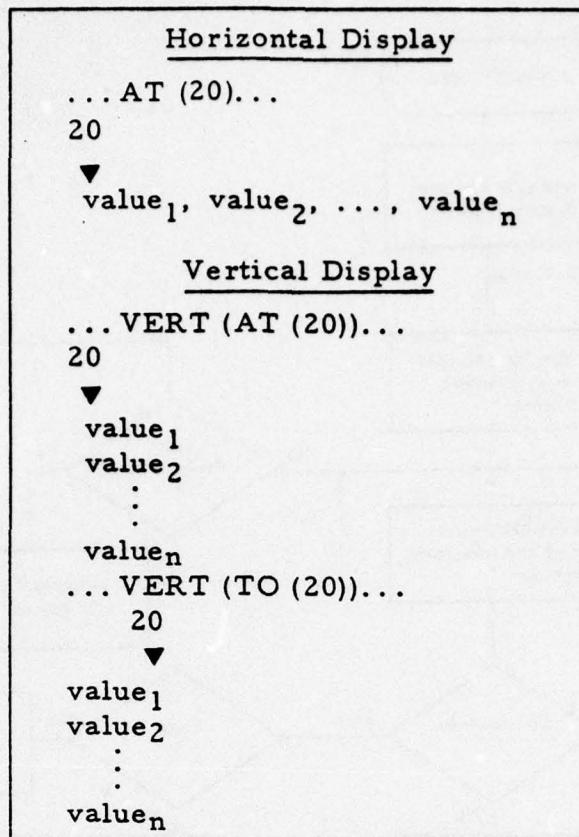 Horizontal Display
...AT (20)...
20
▼
value₁, value₂, ..., valueₙ
Vertical Display
...VERT (AT (20))...
20
▼
value₁
value₂
.
.
.
valueₙ
...VERT (TO (20))...
20
▼
value₁
value₂
.
.
.
valueₙ